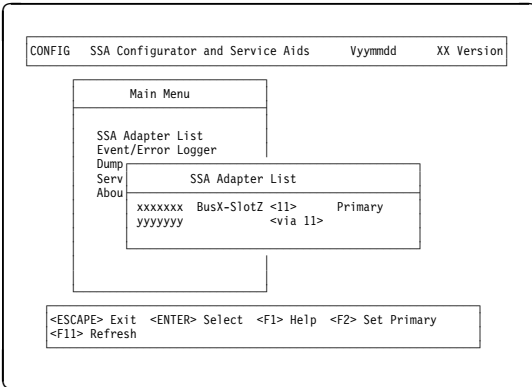 CONFIG SSA Configurator and Service Aids Vyymmdd XX Version
Main Menu
SSA Adapter List
Event/Error Logger
Dump
Serv
Abou
SSA Adapter List
xxxxxxx BusX-SlotZ <11> Primary
yyyyyyy <via 11>
<ESCAPE> Exit <ENTER> Select <F1> Help <F2> Set Primary
<F11> Refresh